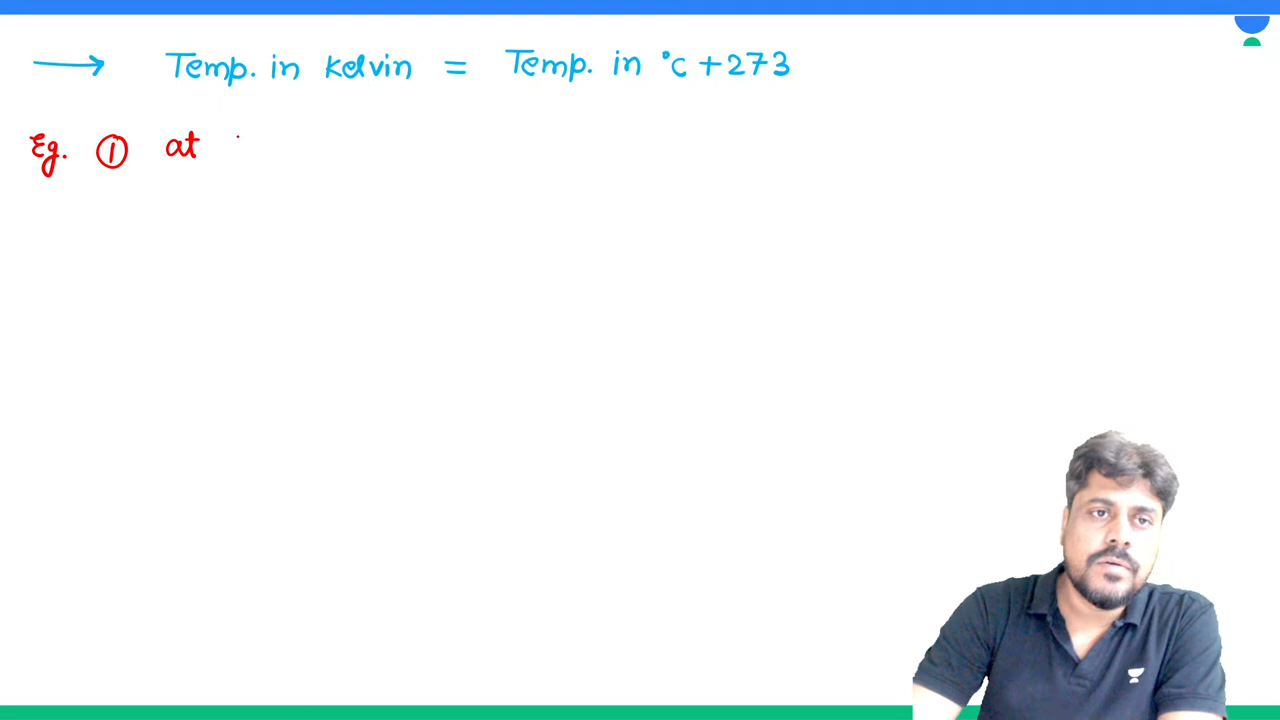 → Temp. in kelvin = Temp. in °c + 273
Eg. ① at